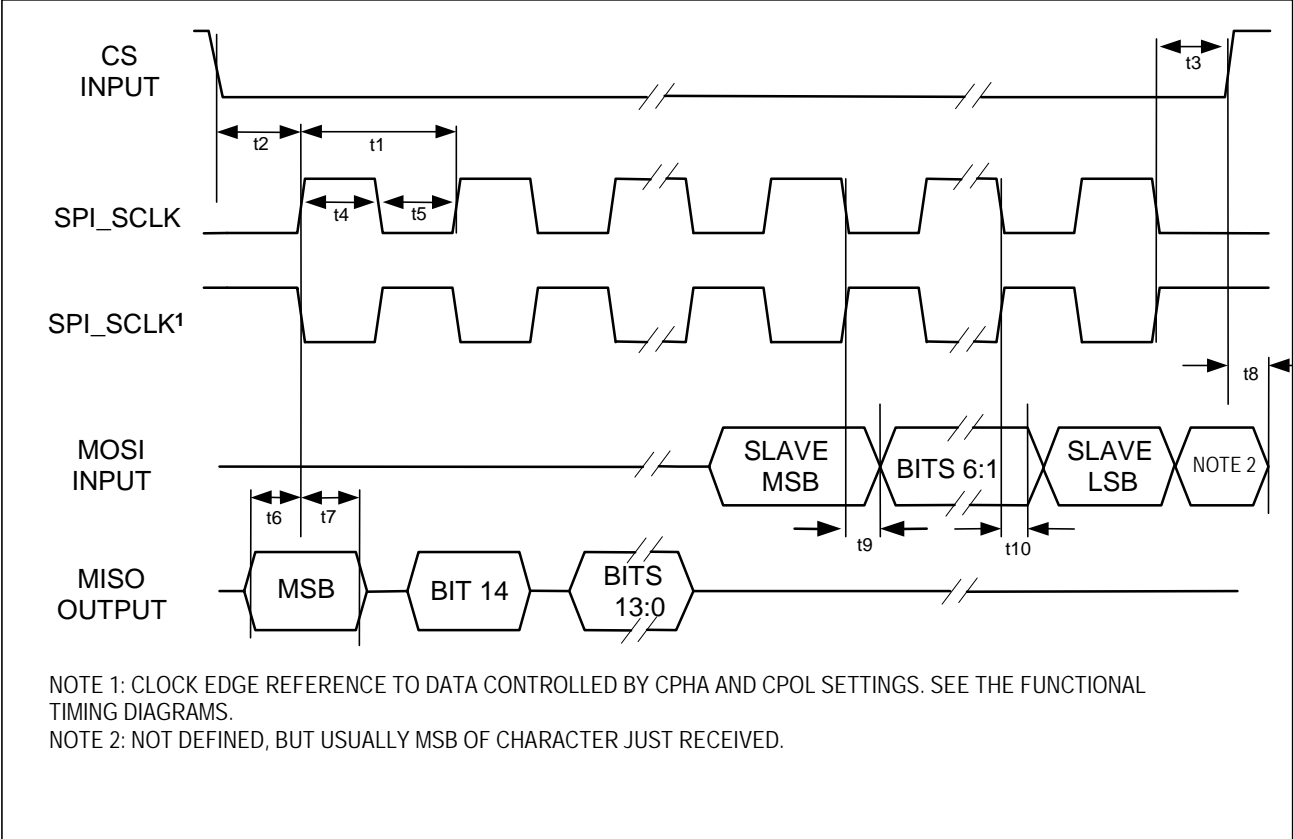 CS
INPUT
t3
t2
t1
SPI_SCLK
t4
t5
SPI_SCLK¹
t8
MOSI
INPUT
SLAVE
MSB
BITS 6:1
SLAVE
LSB
NOTE 2
t6
t7
t9
t10
MISO
OUTPUT
MSB
BIT 14
BITS
13:0
NOTE 1: CLOCK EDGE REFERENCE TO DATA CONTROLLED BY CPHA AND CPOL SETTINGS. SEE THE FUNCTIONAL
TIMING DIAGRAMS.
NOTE 2: NOT DEFINED, BUT USUALLY MSB OF CHARACTER JUST RECEIVED.